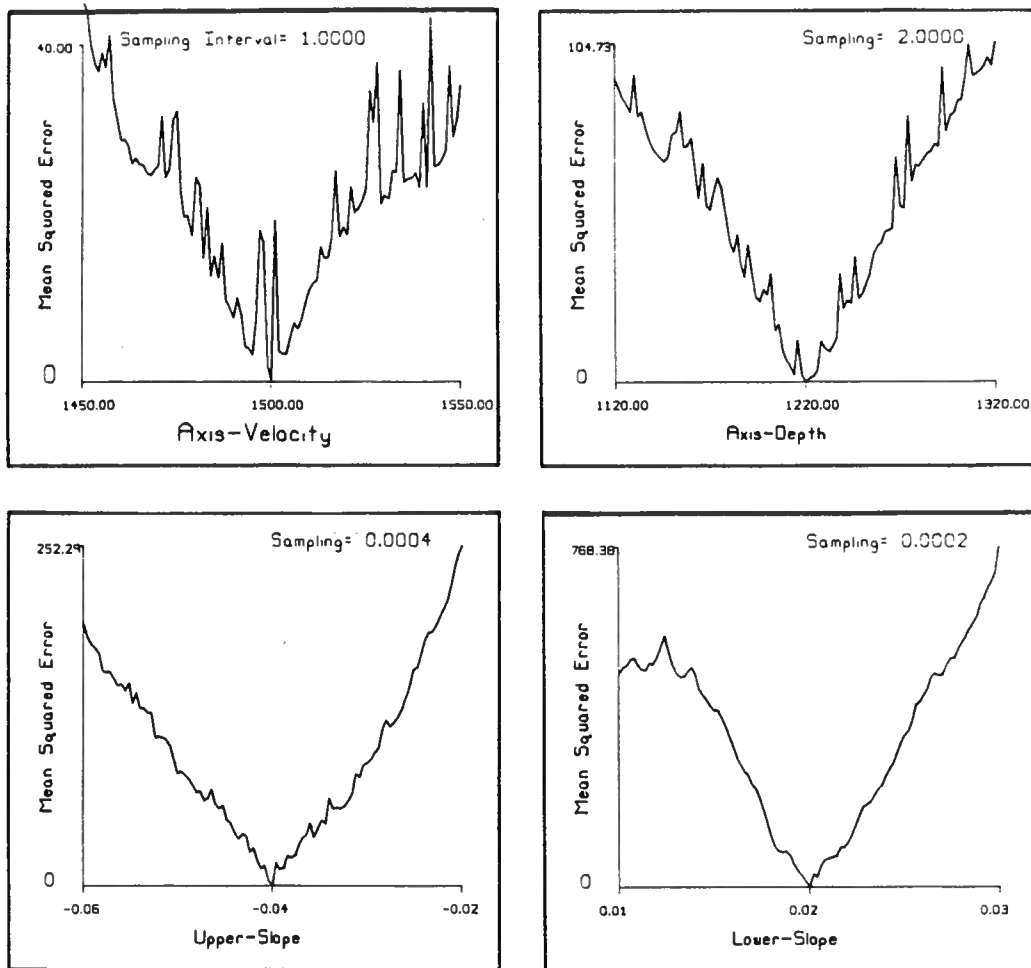 Sampling Interval= 1.0000
40.00
Mean Squared Error
0
1450.00 1500.00 1550.00
Axis-Velocity
Sampling= 2.0000
104.73
Mean Squared Error
0
1120.00 1220.00 1320.00
Axis-Depth
Sampling= 0.0004
252.29
Mean Squared Error
0
-0.06 -0.04 -0.02
Upper-Slope
Sampling= 0.0002
768.38
Mean Squared Error
0
0.01 0.02 0.03
Lower-Slope